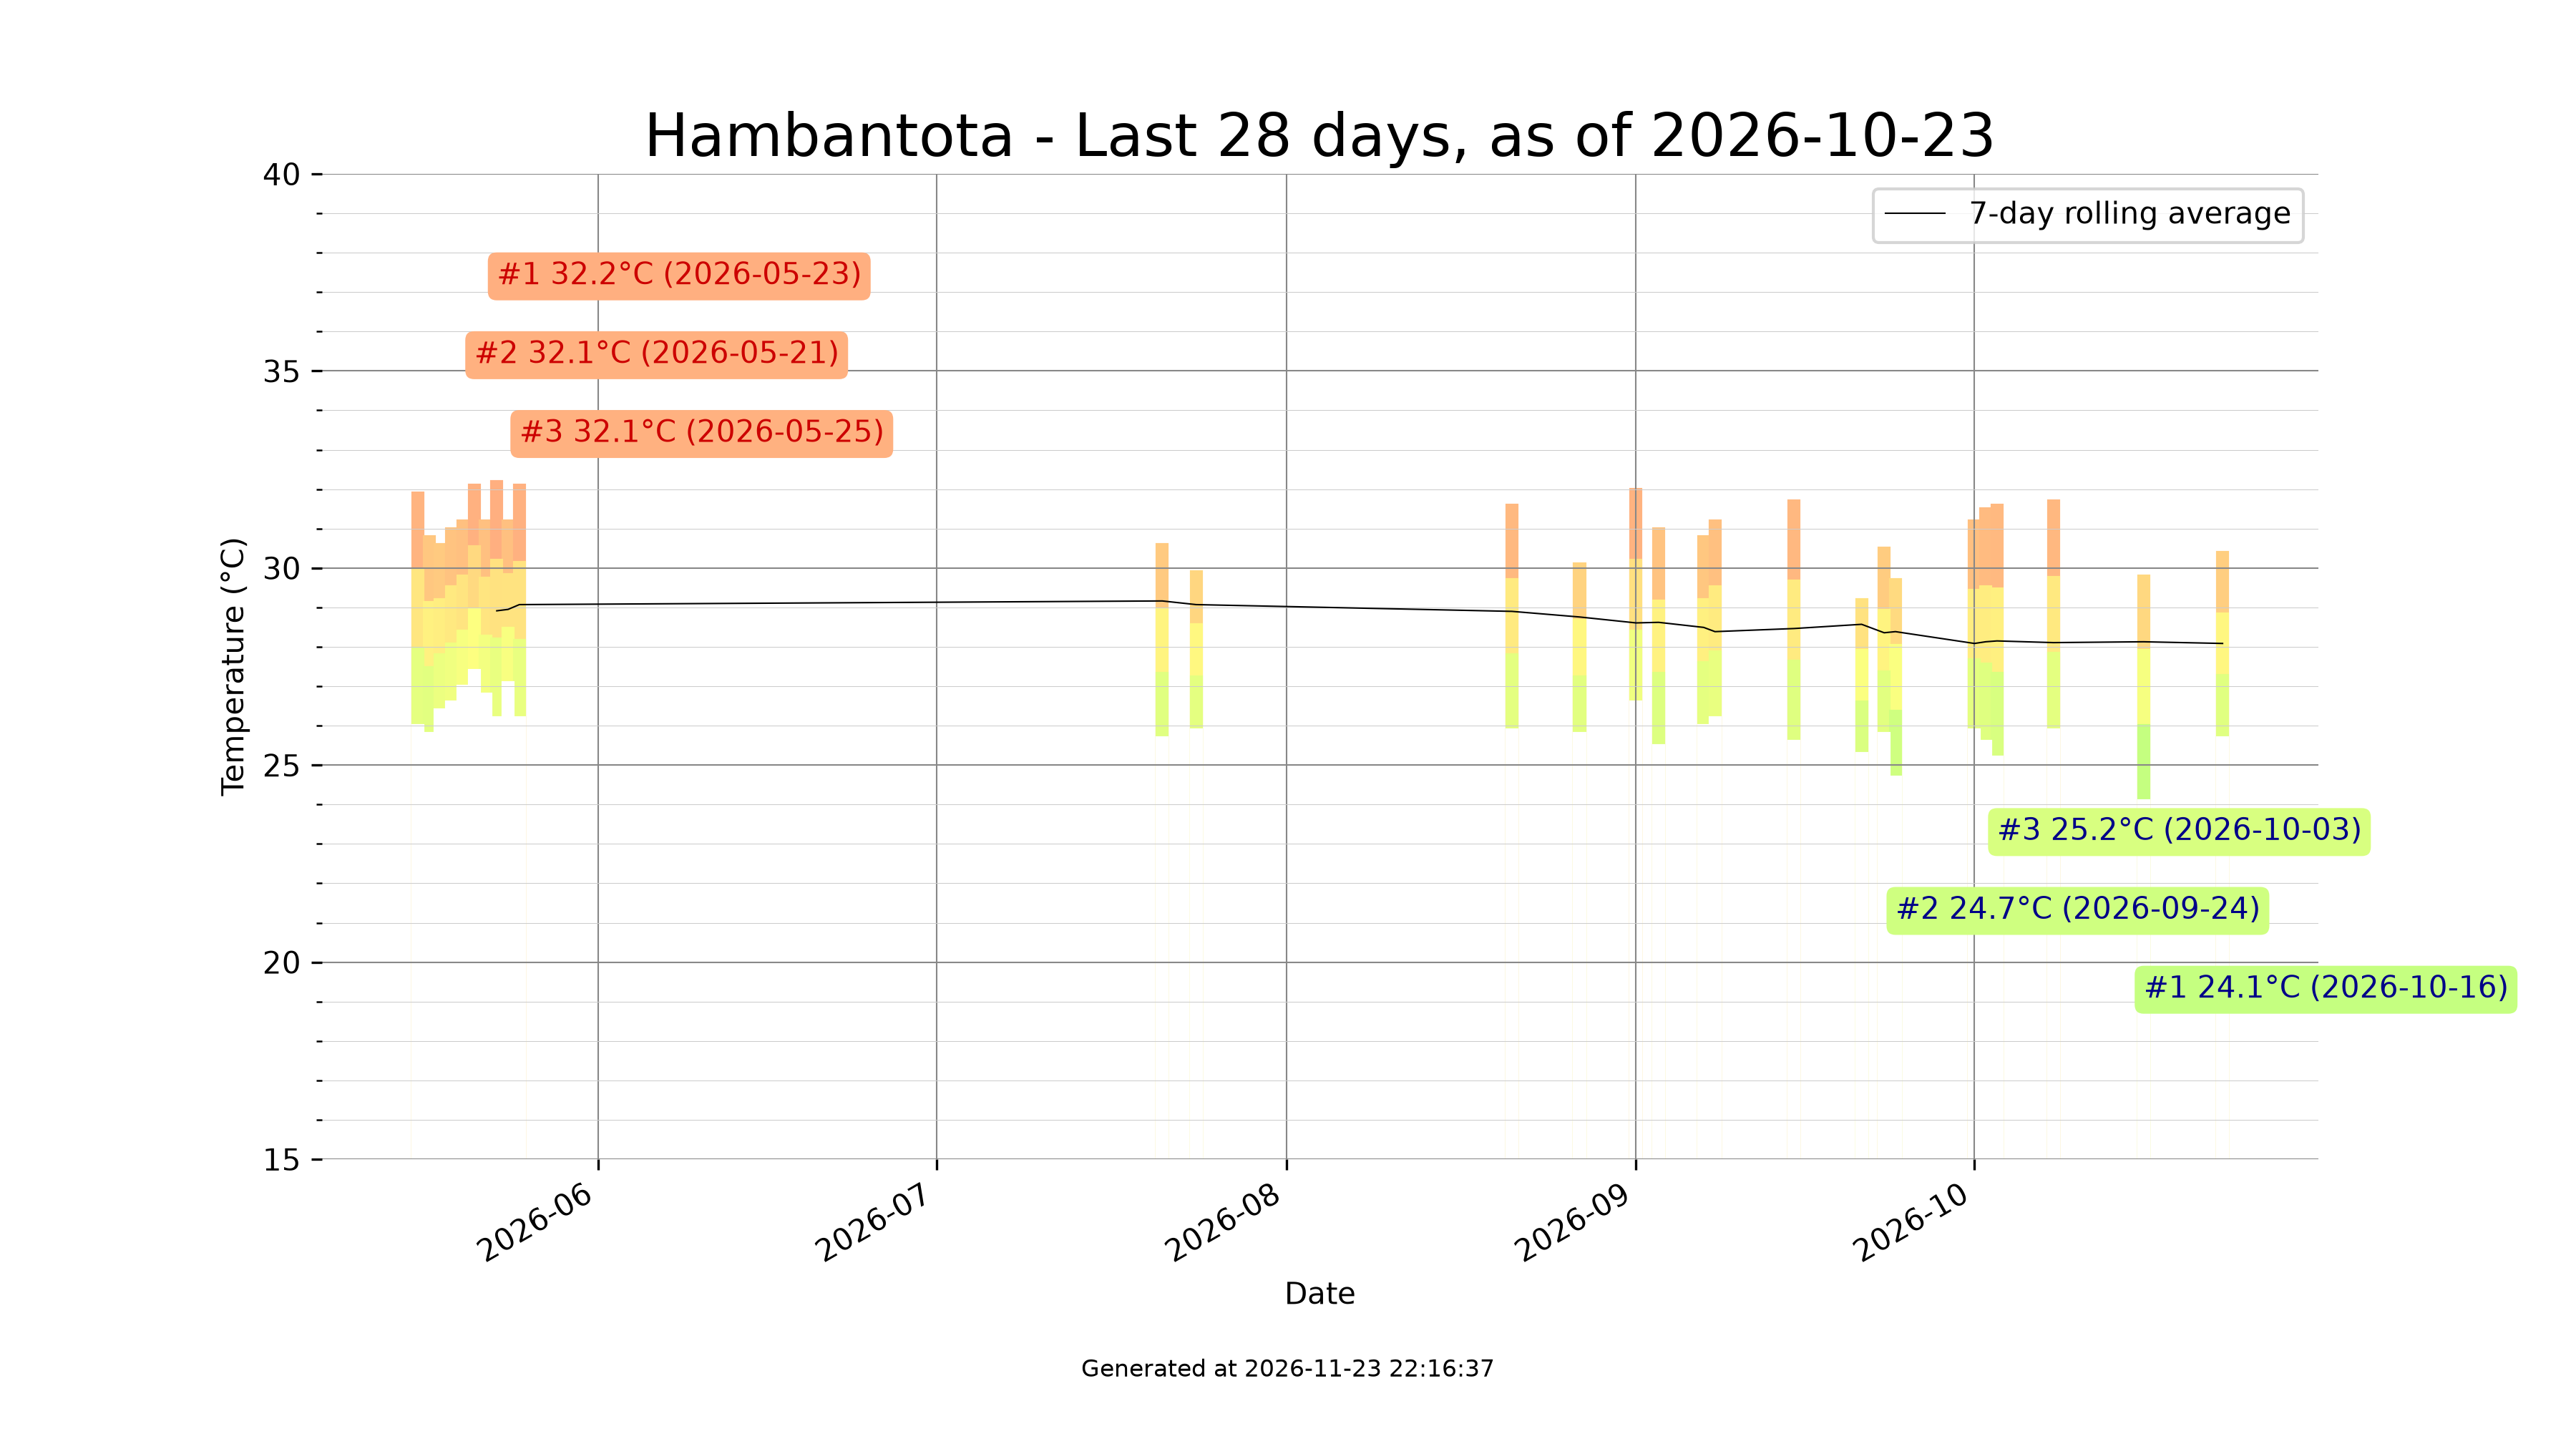 Hambantota - Last 28 days, as of 2026-10-23
40
7-day rolling average
#1 32.2°C (2026-05-23)
#2 32.1°C (2026-05-21)
35
#3 32.1°C (2026-05-25)
30
Temperature (°C)
25
#3 25.2°C (2026-10-03)
#2 24.7°C (2026-09-24)
20
#1 24.1°C (2026-10-16)
15
2026-06
2026-07
2026-08
2026-09
2026-10
Date
Generated at 2026-11-23 22:16:37